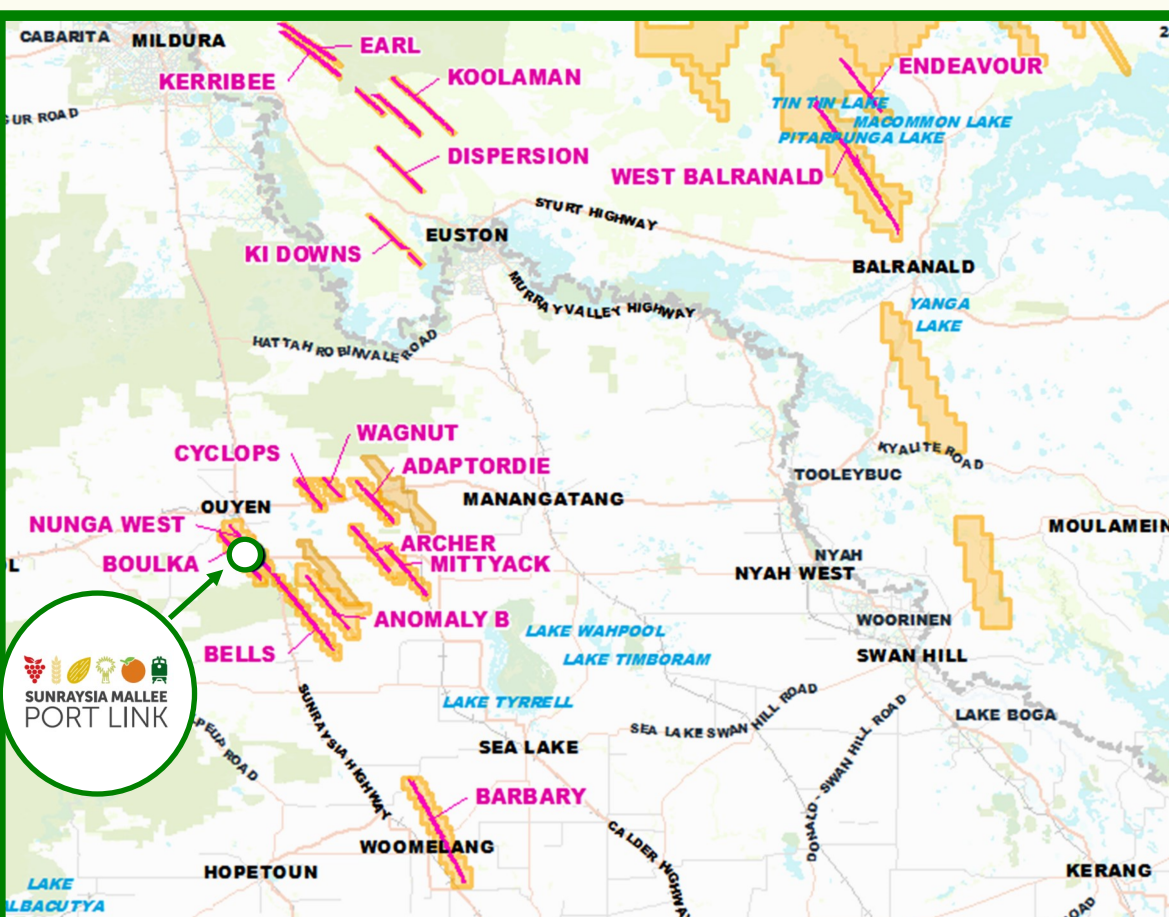 CABARITA
MILDURA
EARL
KERRIBEE
KOOLAMAN
ENDEAVOUR
TIN TIN LAKE
MACOMMON LAKE
PITARPUNGA LAKE
DISPERSION
WEST BALRANALD
STURT HIGHWAY
KI DOWNS
EUSTON
BALRANALD
MURRAY VALLEY HIGHWAY
YANGA
LAKE
HATTAH ROBINVALE ROAD
WAGNUT
CYCLOPS
ADAPTORDIE
KYALITE ROAD
TOOLEYBUC
OUYEN
MANANGATANG
NUNGA WEST
MOULAMEIN
ARCHER
BOULKA
MITTYACK
NYAH
NYAH WEST
ANOMALY B
WOORINEN
LAKE WAHPOOL
BELLS
LAKE TIMBORAM
SWAN HILL
SUNRAYSIA MALLEE
PORT LINK
LAKE TYRRELL
SEA LAKE SWAN HILL ROAD
LAKE BOGA
SUNRAYSIA HIGHWAY
SEA LAKE
DONALD - SWAN HILL ROAD
BARBARY
WOOMELANG
CALDER HIGHWAY
HOPETOUN
KERANG
LAKE
ALBACUTYA